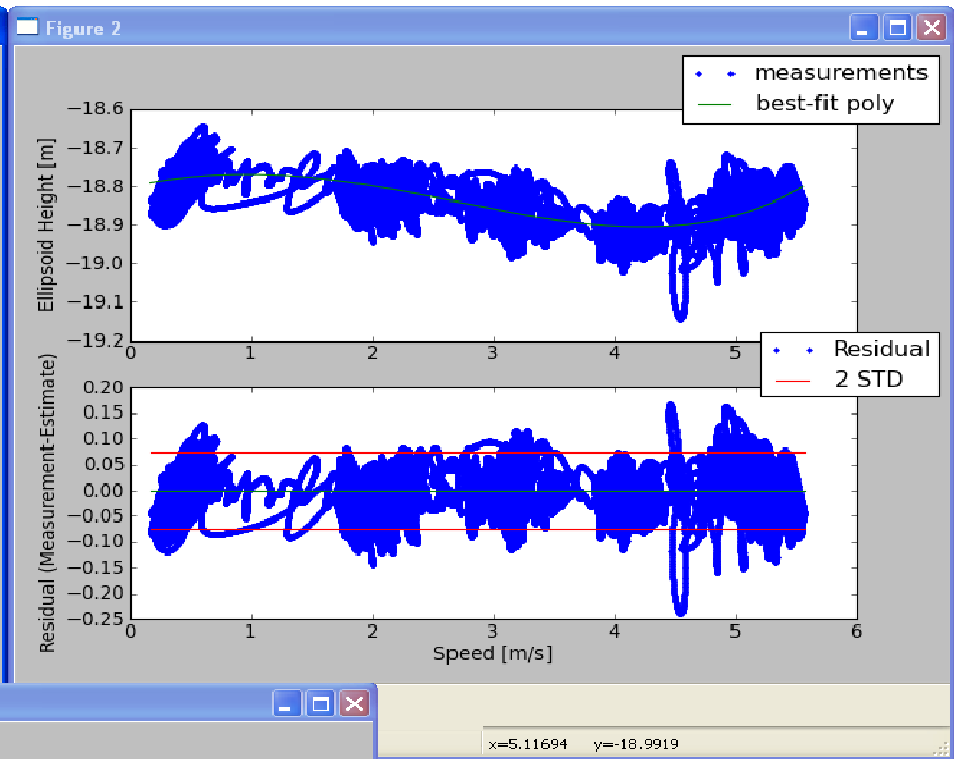 Figure 2
measurements
best-fit poly
Ellipsoid Height [m]
−18.6
−18.7
−18.8
−18.9
−19.0
−19.1
−19.2
0 1 2 3 4 5
Residual
2 STD
Residual (Measurement-Estimate)
0.20
0.15
0.10
0.05
0.00
−0.05
−0.10
−0.15
−0.20
−0.25
0 1 2 3 4 5 6
Speed [m/s]
x=5.11694 y=-18.9919